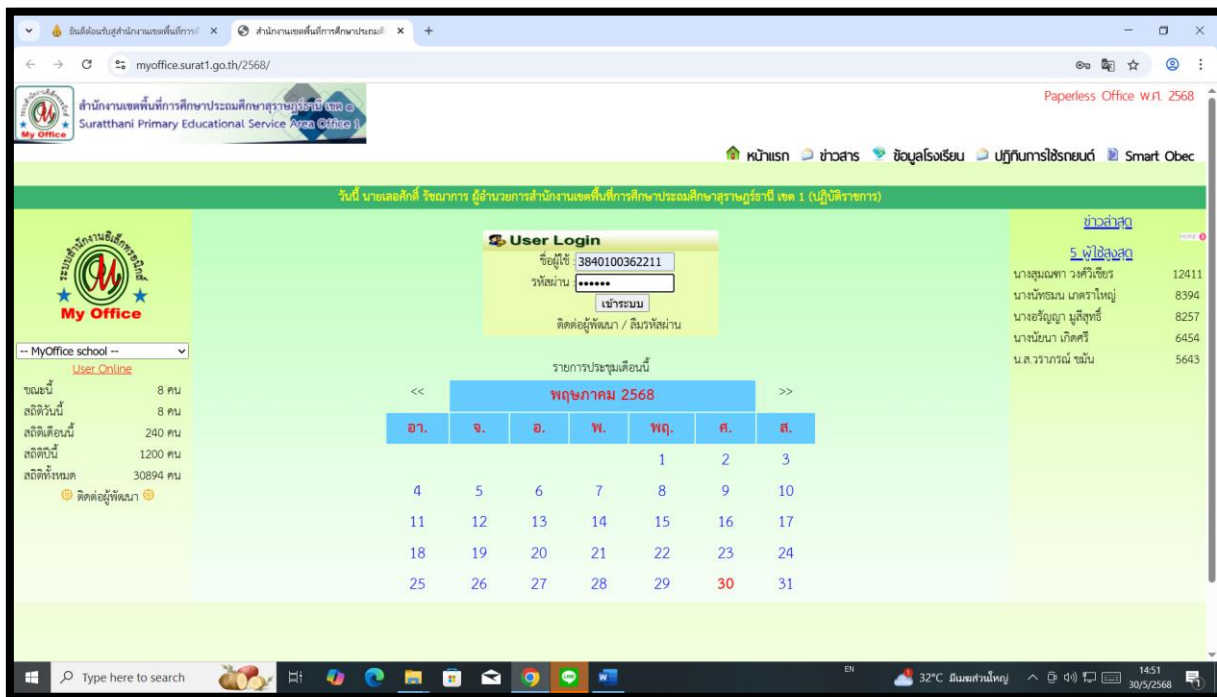 ยินดีต้อนรับสู่สำนักงานเขตพื้นที่การศึ
สำนักงานเขตพื้นที่การศึกษาประถมศึ
myoffice.surat1.go.th/2568/
My Office
สำนักงานเขตพื้นที่การศึกษาประถมศึกษาสุราษฎร์ธานี เขต ๑
Suratthani Primary Educational Service Area Office 1
Paperless Office พ.ศ. 2568
หน้าแรก ข่าวสาร ข้อมูลโรงเรียน ปฏิทินการใช้รถยนต์ Smart Obec
วันนี้ นายเลอศักดิ์ รัชณาการ ผู้อำนวยการสำนักงานเขตพื้นที่การศึกษาประถมศึกษาสุราษฎร์ธานี เขต 1 (ปฏิบัติราชการ)
ระบบสำนักงานอิเล็กทรอนิกส์
My Office
-- MyOffice school --
User Online
ขณะนี้ 8 คน
สถิติวันนี้ 8 คน
สถิติเดือนนี้ 240 คน
สถิติปีนี้ 1200 คน
สถิติทั้งหมด 30894 คน
ติดต่อผู้พัฒนา
User Login
ชื่อผู้ใช้ : 3840100362211
รหัสผ่าน : ••••••
เข้าระบบ
ติดต่อผู้พัฒนา / ลืมรหัสผ่าน
รายการประชุมเดือนนี้
<< พฤษภาคม 2568 >>
อา. จ. อ. พ. พฤ. ศ. ส.
1 2 3
4 5 6 7 8 9 10
11 12 13 14 15 16 17
18 19 20 21 22 23 24
25 26 27 28 29 30 31
ข่าวล่าสุด
MORE
5 ผู้ใช้สูงสุด
นางสุมณฑา วงศ์วิเชียร 12411
นางนัทธมน เกตราใหญ่ 8394
นางอรัญญา มูสีสุทธิ์ 8257
นางนัยนา เกิดศรี 6454
น.ส.วราภรณ์ ขมัน 5643
Type here to search
EN
32°C มีเมฆส่วนใหญ่
14:51
30/5/2568